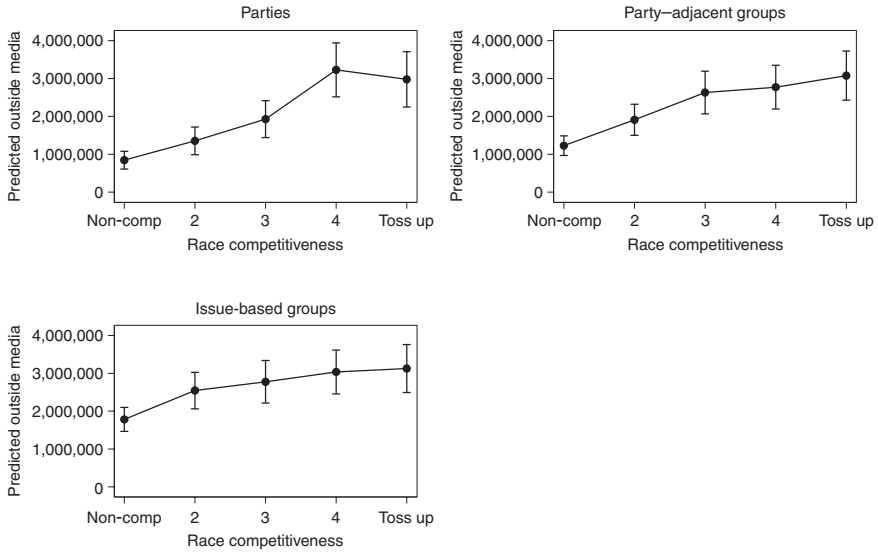 Parties
Predicted outside media
4,000,000
3,000,000
2,000,000
1,000,000
0
Non-comp 2 3 4 Toss up
Race competitiveness
Party–adjacent groups
Predicted outside media
4,000,000
3,000,000
2,000,000
1,000,000
0
Non-comp 2 3 4 Toss up
Race competitiveness
Issue-based groups
Predicted outside media
4,000,000
3,000,000
2,000,000
1,000,000
0
Non-comp 2 3 4 Toss up
Race competitiveness